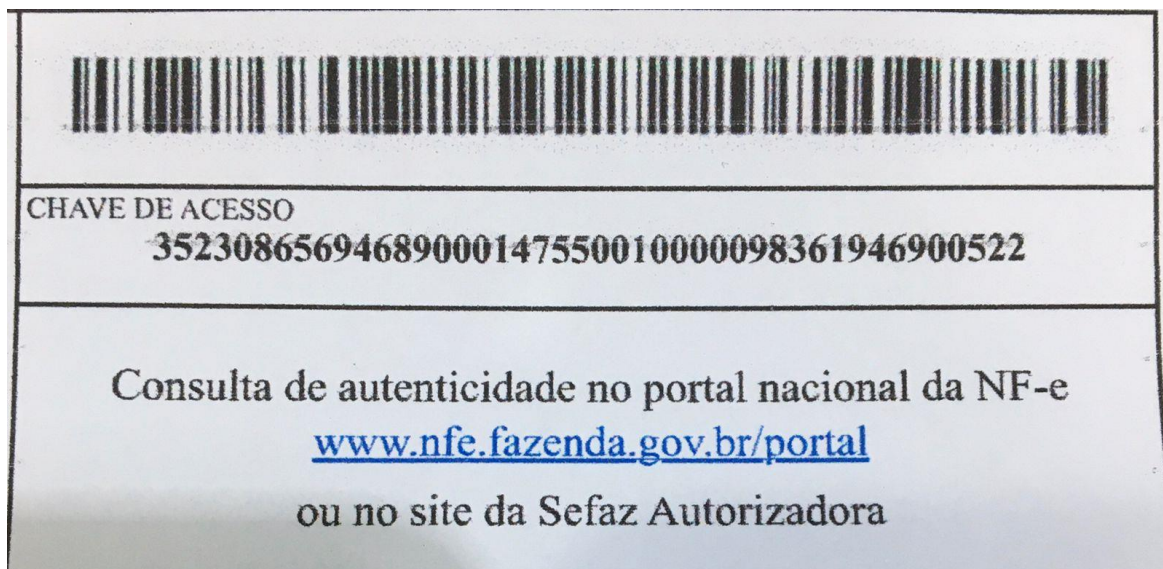 CHAVE DE ACESSO
35230865694689000147550010000098361946900522
Consulta de autenticidade no portal nacional da NF-e
www.nfe.fazenda.gov.br/portal
ou no site da Sefaz Autorizadora